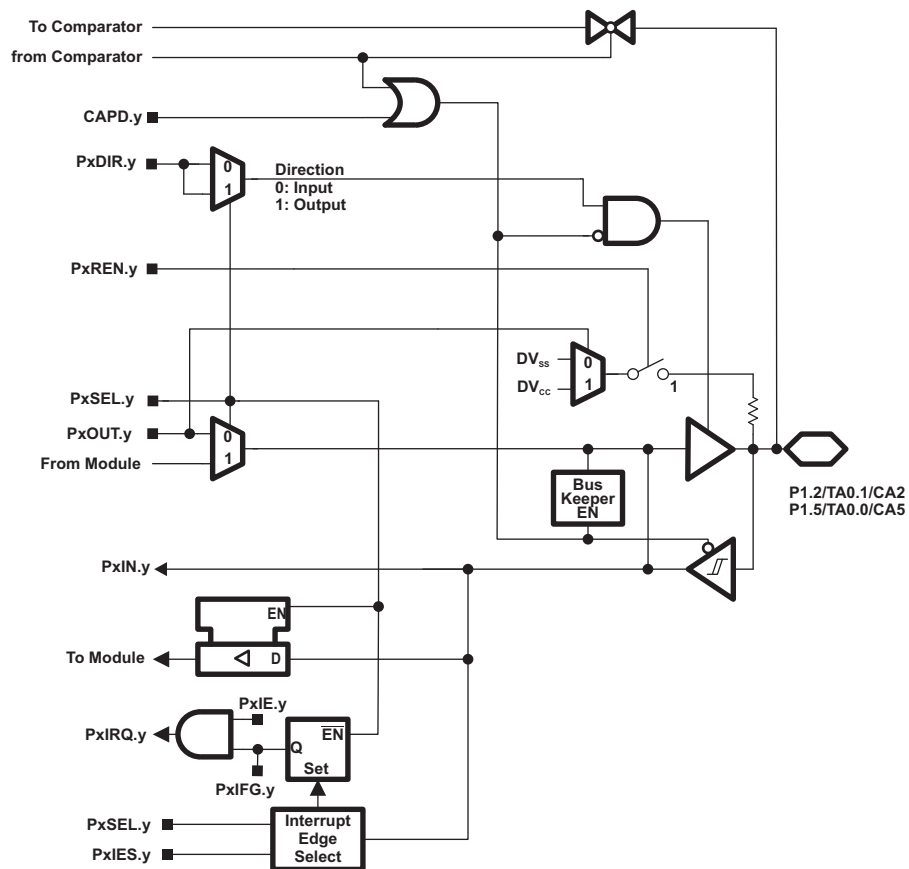 To Comparator
from Comparator
CAPD.y
PxDIR.y
0
1
Direction
0: Input
1: Output
PxREN.y
DVss
DVcc
0
1
1
PxSEL.y
PxOUT.y
From Module
0
1
Bus
Keeper
EN
P1.2/TA0.1/CA2
P1.5/TA0.0/CA5
PxIN.y
EN
To Module
D
PxIE.y
PxIRQ.y
Q
EN
Set
PxIFG.y
PxSEL.y
PxIES.y
Interrupt
Edge
Select